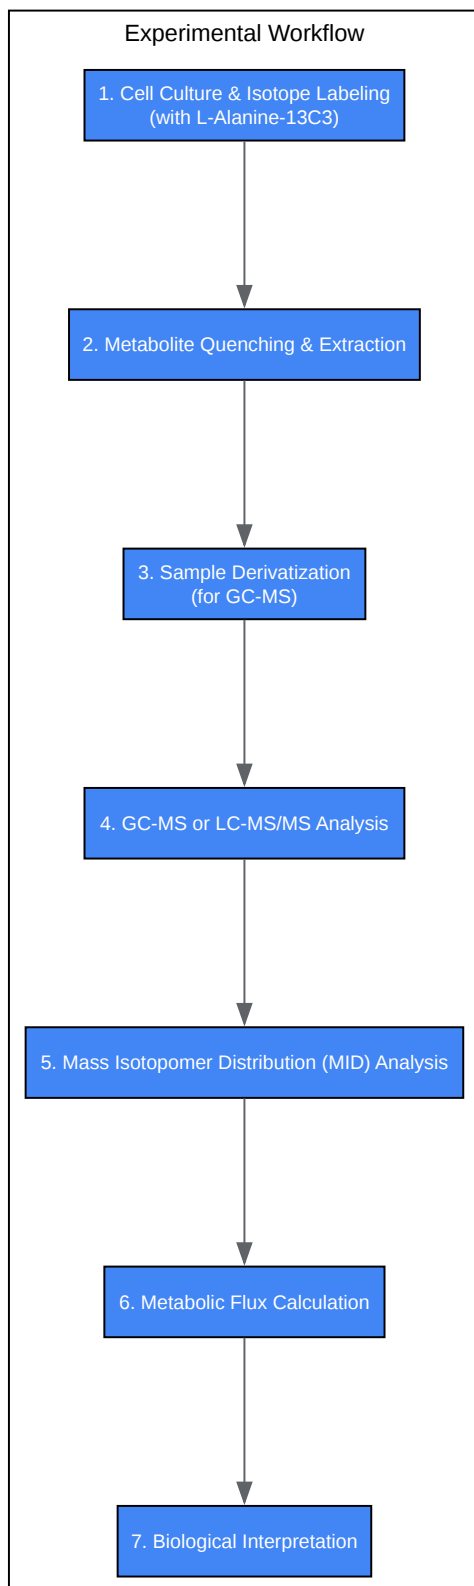 Experimental Workflow
1. Cell Culture & Isotope Labeling
(with L-Alanine-13C3)
2. Metabolite Quenching & Extraction
3. Sample Derivatization
(for GC-MS)
4. GC-MS or LC-MS/MS Analysis
5. Mass Isotopomer Distribution (MID) Analysis
6. Metabolic Flux Calculation
7. Biological Interpretation